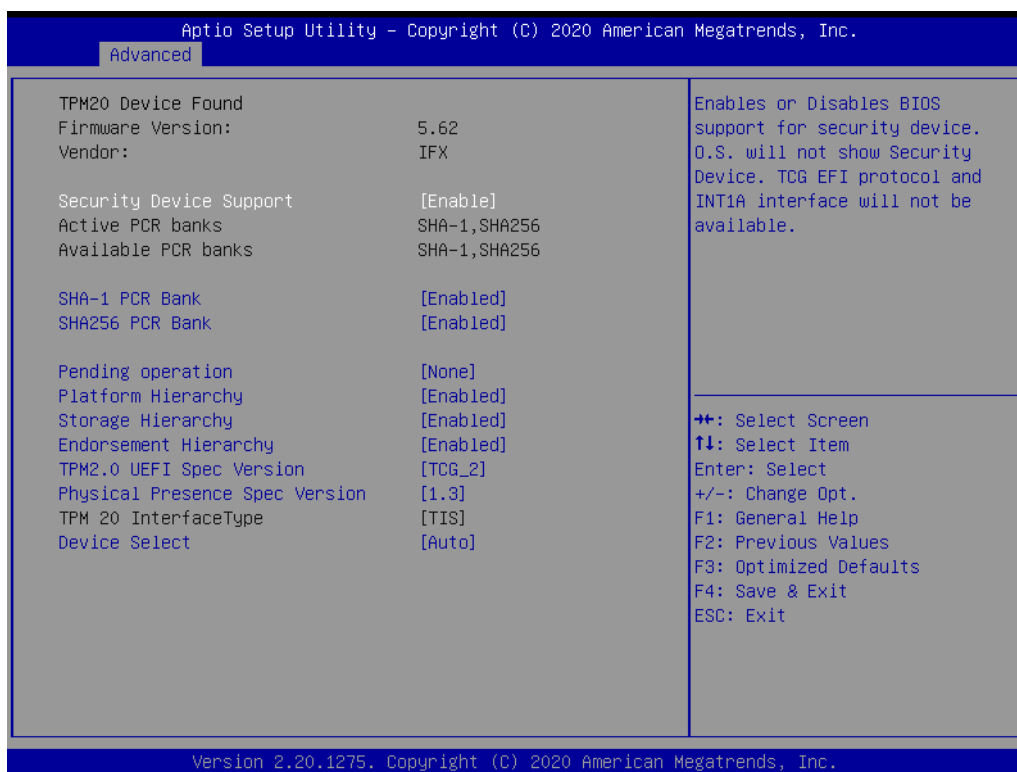 Aptio Setup Utility – Copyright (C) 2020 American Megatrends, Inc.
Advanced
TPM20 Device Found
Firmware Version: 5.62
Vendor: IFX
Security Device Support [Enable]
Active PCR banks SHA-1,SHA256
Available PCR banks SHA-1,SHA256
SHA-1 PCR Bank [Enabled]
SHA256 PCR Bank [Enabled]
Pending operation [None]
Platform Hierarchy [Enabled]
Storage Hierarchy [Enabled]
Endorsement Hierarchy [Enabled]
TPM2.0 UEFI Spec Version [TCG_2]
Physical Presence Spec Version [1.3]
TPM 20 InterfaceType [TIS]
Device Select [Auto]
Enables or Disables BIOS
support for security device.
O.S. will not show Security
Device. TCG EFI protocol and
INT1A interface will not be
available.
→←: Select Screen
↑↓: Select Item
Enter: Select
+/-: Change Opt.
F1: General Help
F2: Previous Values
F3: Optimized Defaults
F4: Save & Exit
ESC: Exit
Version 2.20.1275. Copyright (C) 2020 American Megatrends, Inc.